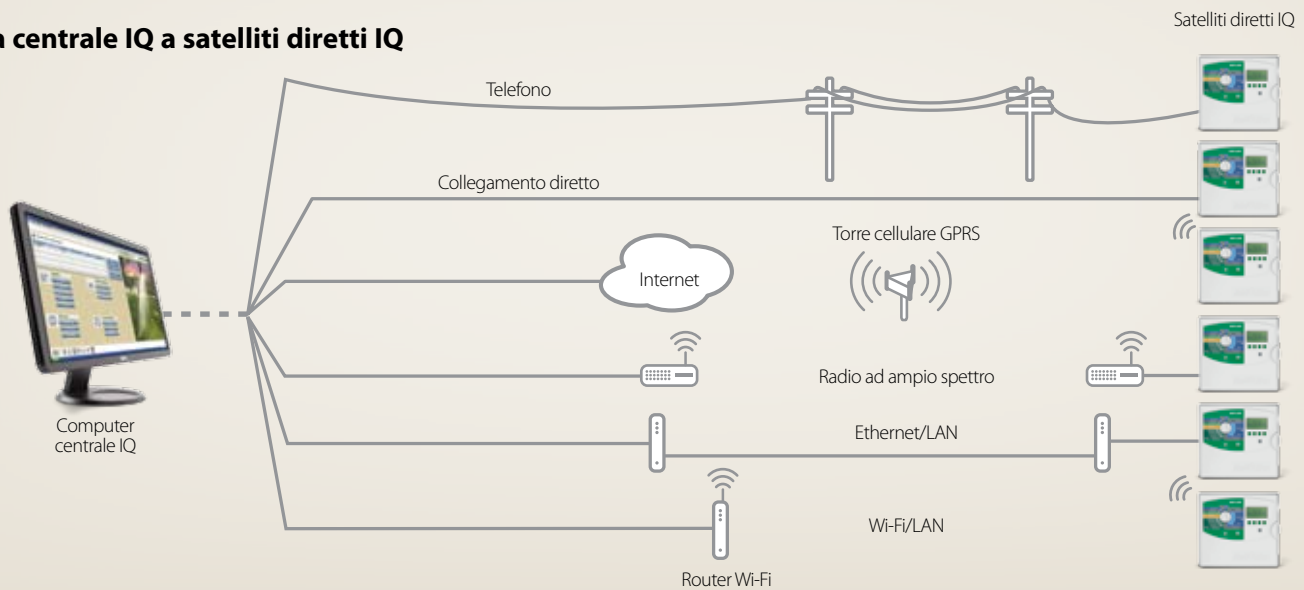 Satelliti diretti IQ
centrale IQ a satelliti diretti IQ
Telefono
Collegamento diretto
Torre cellulare GPRS
Internet
Radio ad ampio spettro
Computer
centrale IQ
Ethernet/LAN
Wi-Fi/LAN
Router Wi-Fi